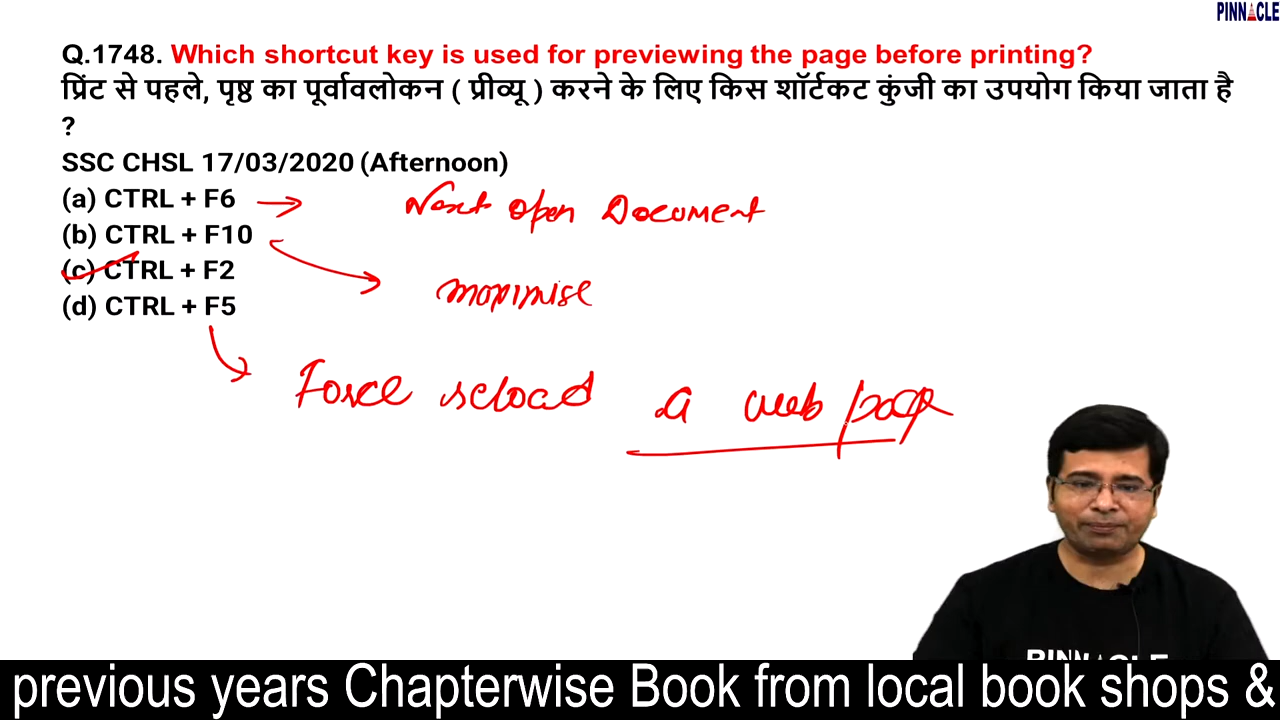 PINNACLE
Q.1748. Which shortcut key is used for previewing the page before printing?
प्रिंट से पहले, पृष्ठ का पूर्वावलोकन ( प्रीव्यू ) करने के लिए किस शॉर्टकट कुंजी का उपयोग किया जाता है
?
SSC CHSL 17/03/2020 (Afternoon)
(a) CTRL + F6 → Next open Document
(b) CTRL + F10
(c) CTRL + F2
maximise
(d) CTRL + F5
Force reload a web page
PINNACLE
previous years Chapterwise Book from local book shops &